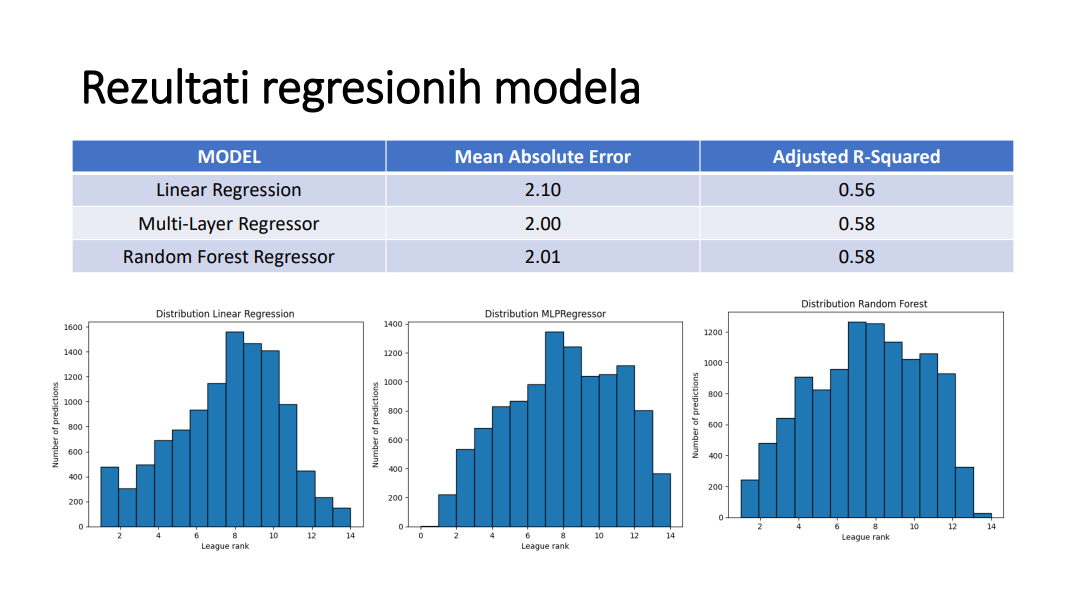 Rezultati regresionih modela
MODEL Mean Absolute Error Adjusted R-Squared
Linear Regression 2.10 0.56
Multi-Layer Regressor 2.00 0.58
Random Forest Regressor 2.01 0.58
Distribution Linear Regression
Number of predictions
1600
1400
1200
1000
800
600
400
200
0
2 4 6 8 10 12 14
League rank
Distribution MLPRegressor
Number of predictions
1400
1200
1000
800
600
400
200
0
0 2 4 6 8 10 12 14
League rank
Distribution Random Forest
Number of predictions
1200
1000
800
600
400
200
0
2 4 6 8 10 12 14
League rank